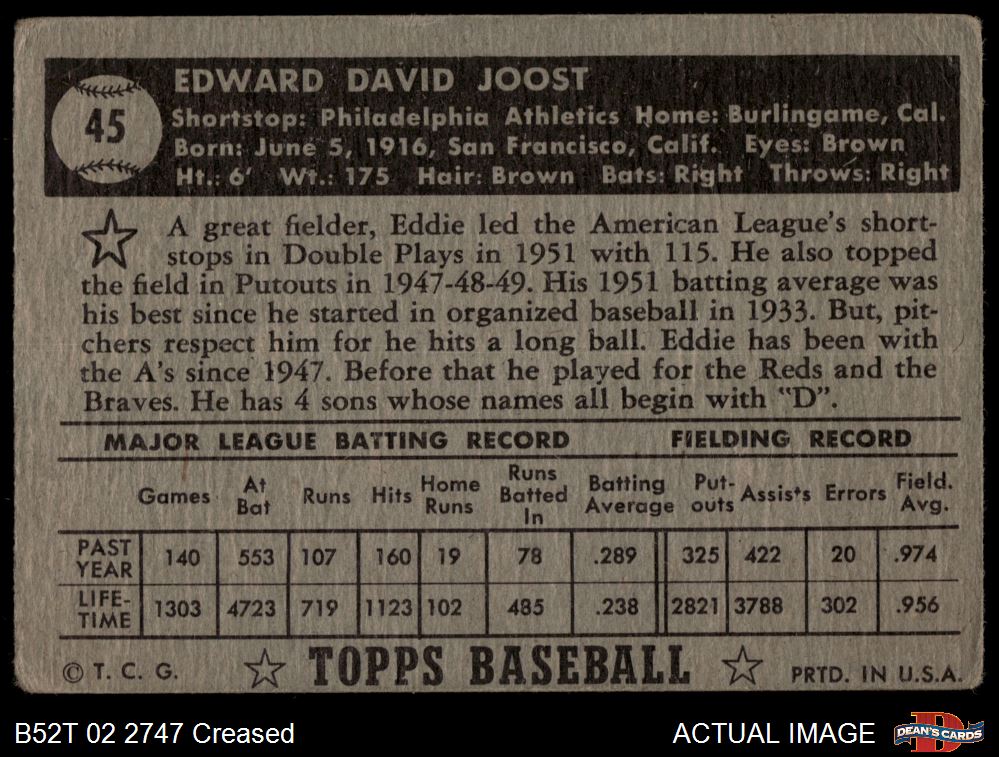 45
EDWARD DAVID JOOST
Shortstop: Philadelphia Athletics Home: Burlingame, Cal.
Born: June 5, 1916, San Francisco, Calif. Eyes: Brown
Ht.: 6' Wt.: 175 Hair: Brown Bats: Right Throws: Right
A great fielder, Eddie led the American League's short-
stops in Double Plays in 1951 with 115. He also topped
the field in Putouts in 1947-48-49. His 1951 batting average was
his best since he started in organized baseball in 1933. But, pit-
chers respect him for he hits a long ball. Eddie has been with
the A's since 1947. Before that he played for the Reds and the
Braves. He has 4 sons whose names all begin with "D".
MAJOR LEAGUE BATTING RECORD FIELDING RECORD
Games At Bat Runs Hits Home Runs Runs Batted In Batting Average Put-outs Assists Errors Field. Avg.
PAST YEAR 140 553 107 160 19 78 .289 325 422 20 .974
LIFE-TIME 1303 4723 719 1123 102 485 .238 2821 3788 302 .956
© T. C. G. TOPPS BASEBALL PRTD. IN U.S.A.
B52T 02 2747 Creased ACTUAL IMAGE DEAN'S CARDS